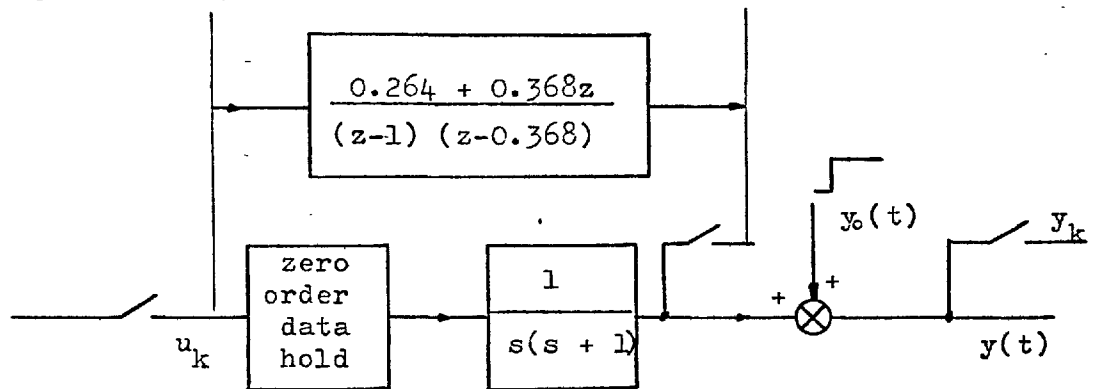 0.264 + 0.368z
(z-1) (z-0.368)
y₀(t)
y_k
zero
order
data
hold
1
s(s + 1)
+
+
u_k
y(t)